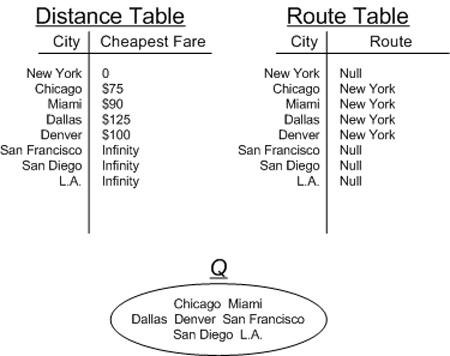 Distance Table
City Cheapest Fare
New York 0
Chicago $75
Miami $90
Dallas $125
Denver $100
San Francisco Infinity
San Diego Infinity
L.A. Infinity
Route Table
City Route
New York Null
Chicago New York
Miami New York
Dallas New York
Denver New York
San Francisco Null
San Diego Null
L.A. Null
Q
Chicago Miami
Dallas Denver San Francisco
San Diego L.A.